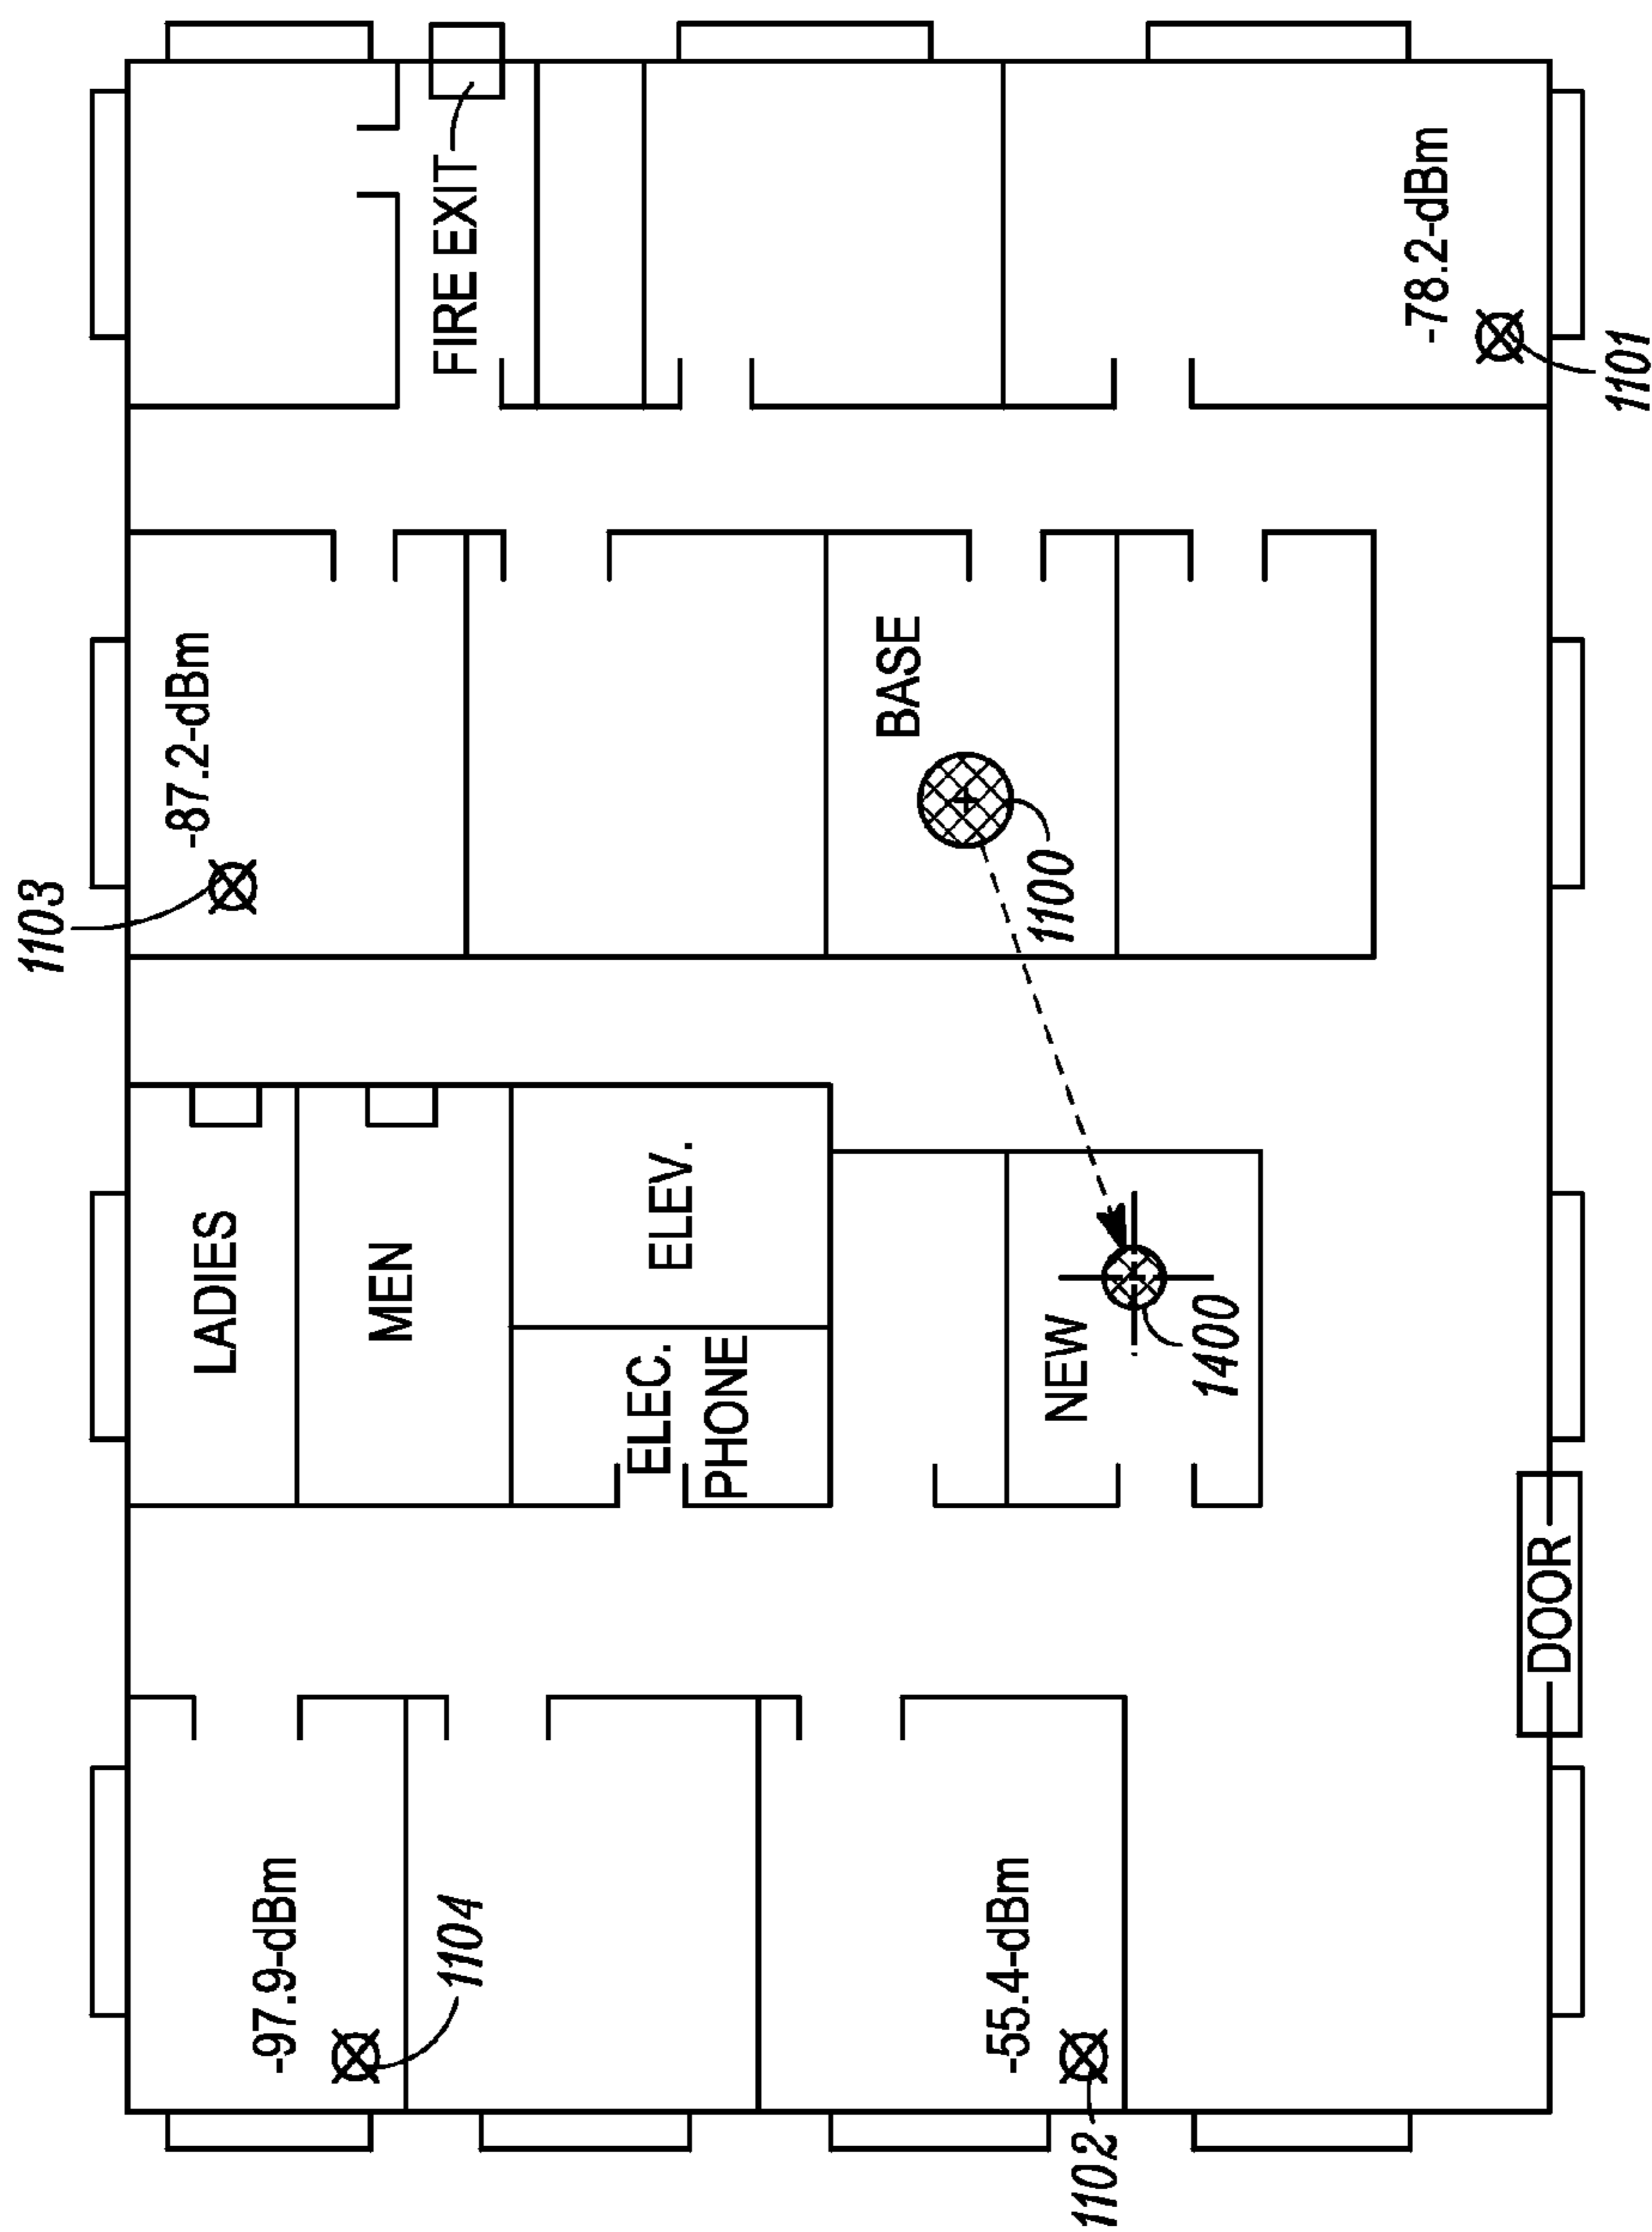 1103
-87.2-dBm
FIRE EXIT
LADIES
MEN
ELEV.
ELEC.
PHONE
BASE
1100
NEW
1400
-97.9-dBm
1104
-55.4-dBm
1102
-78.2-dBm
1101
DOOR